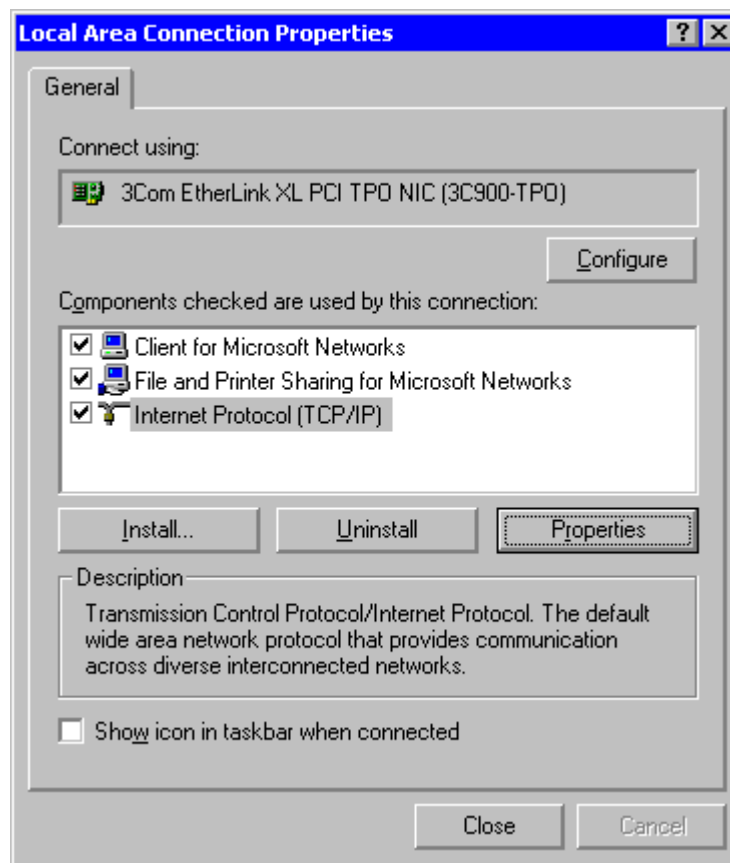 Local Area Connection Properties
General
Connect using:
3Com EtherLink XL PCI TPO NIC (3C900-TPO)
Configure
Components checked are used by this connection:
Client for Microsoft Networks
File and Printer Sharing for Microsoft Networks
Internet Protocol (TCP/IP)
Install... Uninstall Properties
Description
Transmission Control Protocol/Internet Protocol. The default
wide area network protocol that provides communication
across diverse interconnected networks.
Show icon in taskbar when connected
Close Cancel